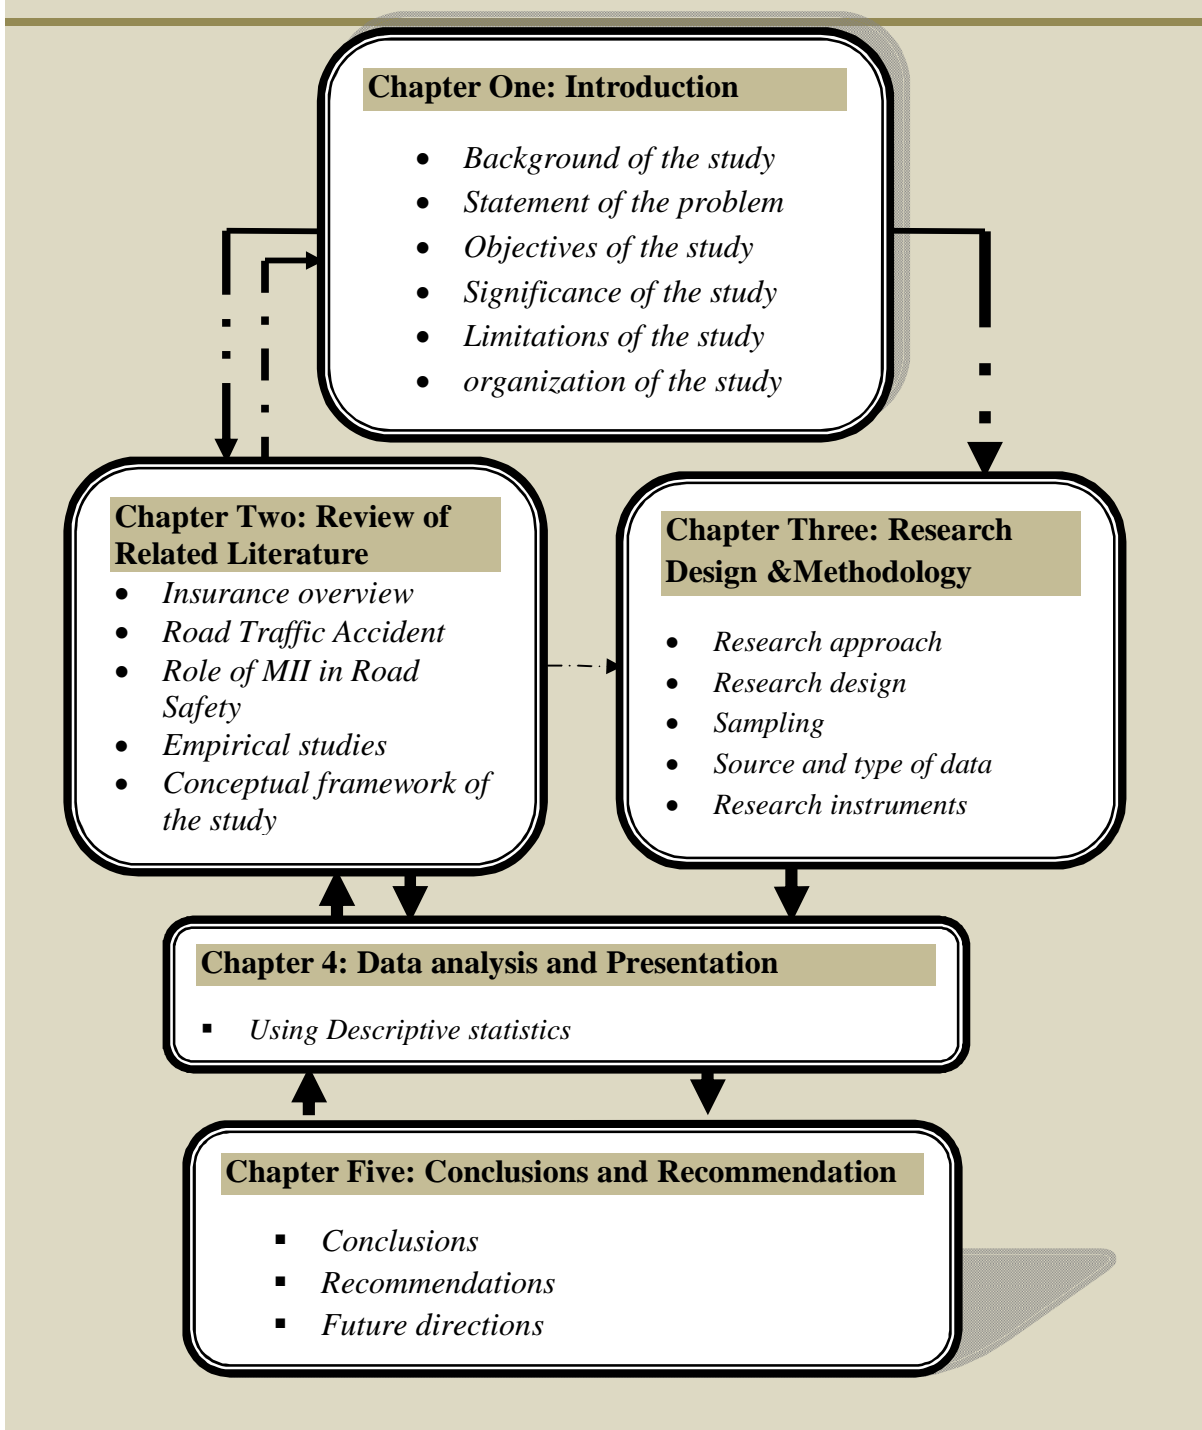 Chapter One: Introduction
• Background of the study
• Statement of the problem
• Objectives of the study
• Significance of the study
• Limitations of the study
• organization of the study
Chapter Two: Review of
Related Literature
• Insurance overview
• Road Traffic Accident
• Role of MII in Road
Safety
• Empirical studies
• Conceptual framework of
the study
Chapter Three: Research
Design &Methodology
• Research approach
• Research design
• Sampling
• Source and type of data
• Research instruments
Chapter 4: Data analysis and Presentation
▪ Using Descriptive statistics
Chapter Five: Conclusions and Recommendation
▪ Conclusions
▪ Recommendations
▪ Future directions